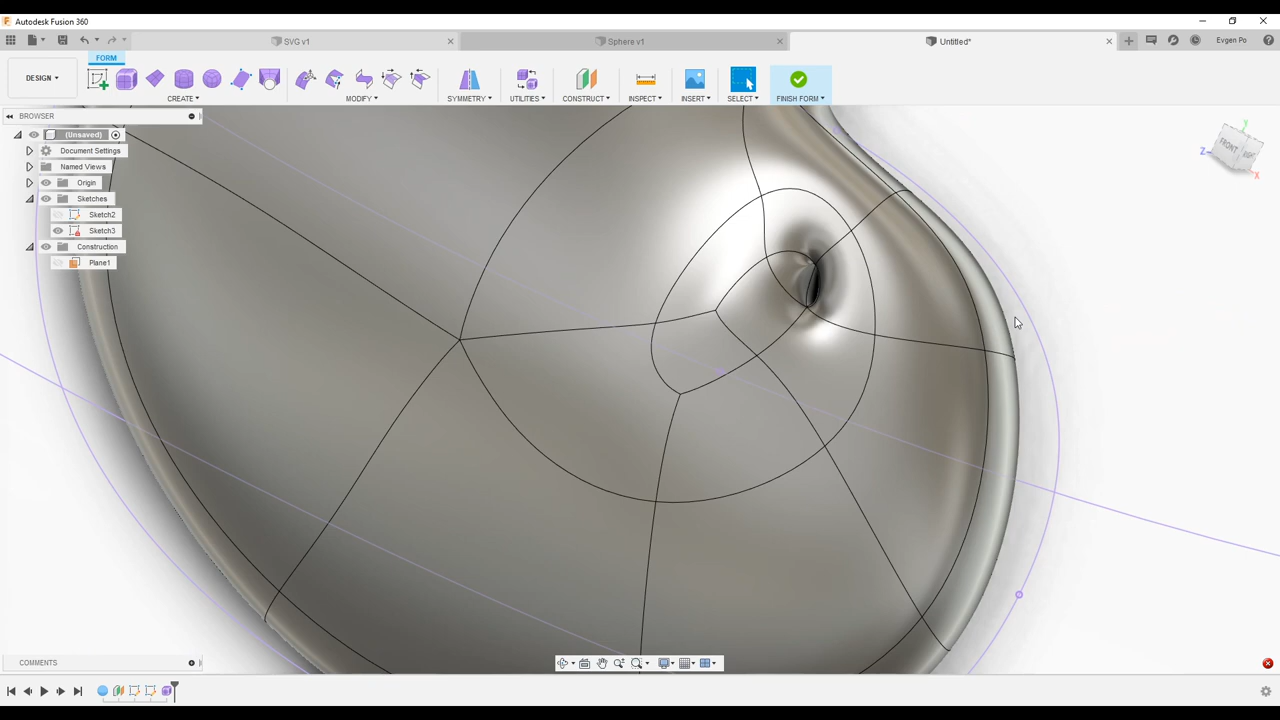 Autodesk Fusion 360
SVG v1
Sphere v1
Untitled*
Evgen Po
DESIGN
FORM
CREATE
MODIFY
SYMMETRY
UTILITIES
CONSTRUCT
INSPECT
INSERT
SELECT
FINISH FORM
BROWSER
(Unsaved)
Document Settings
Named Views
Origin
Sketches
Sketch2
Sketch3
Construction
Plane1
Y
FRONT
Z
X
COMMENTS